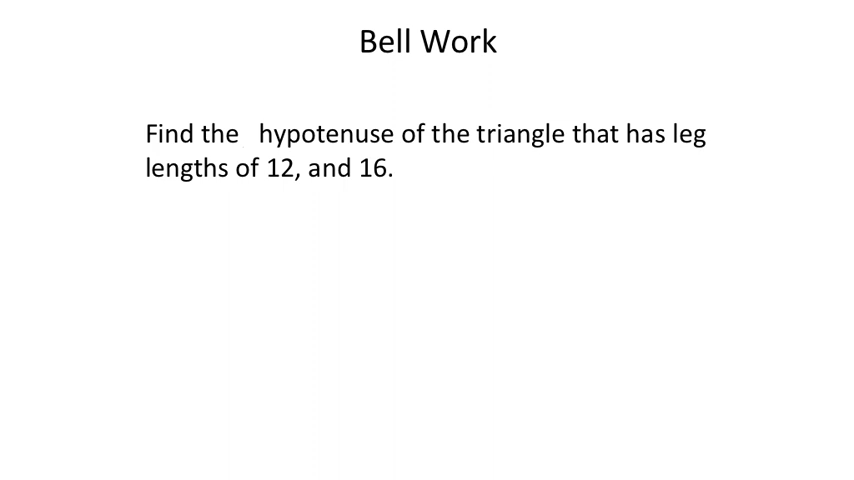 Bell Work
Find the hypotenuse of the triangle that has leg
lengths of 12, and 16.